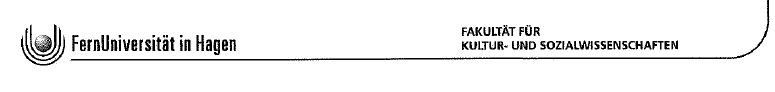 FernUniversität in Hagen
FAKULTÄT FÜR
KULTUR- UND SOZIALWISSENSCHAFTEN